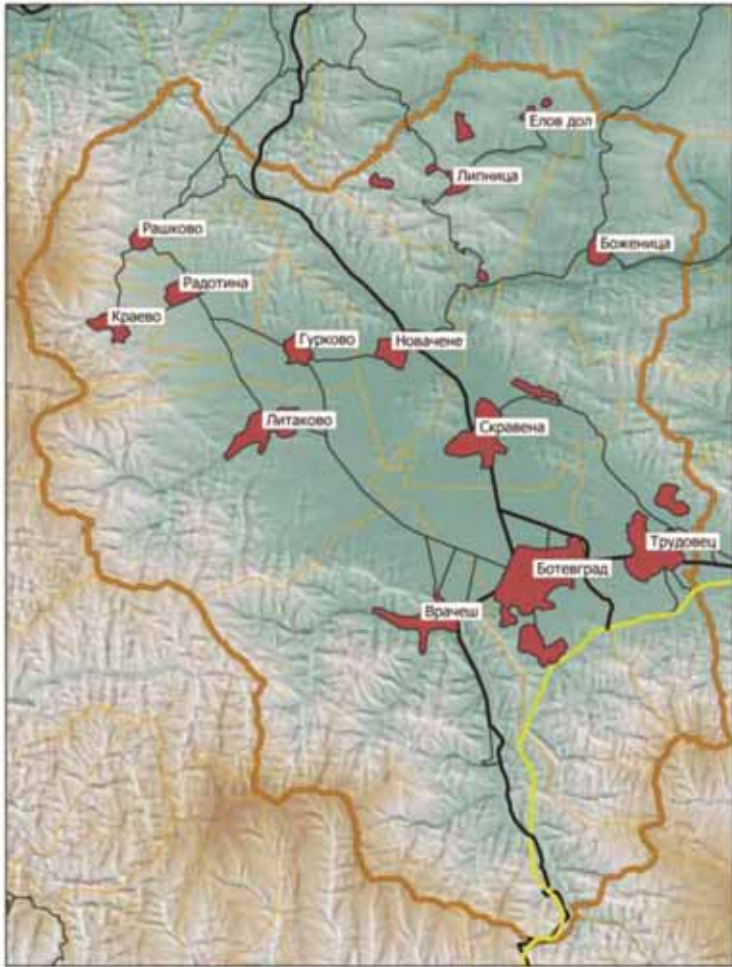 Елов дол
Липница
Рашково
Боженица
Радотина
Краево
Гурково
Новачене
Литаково
Скравена
Трудовец
Ботевград
Врачеш